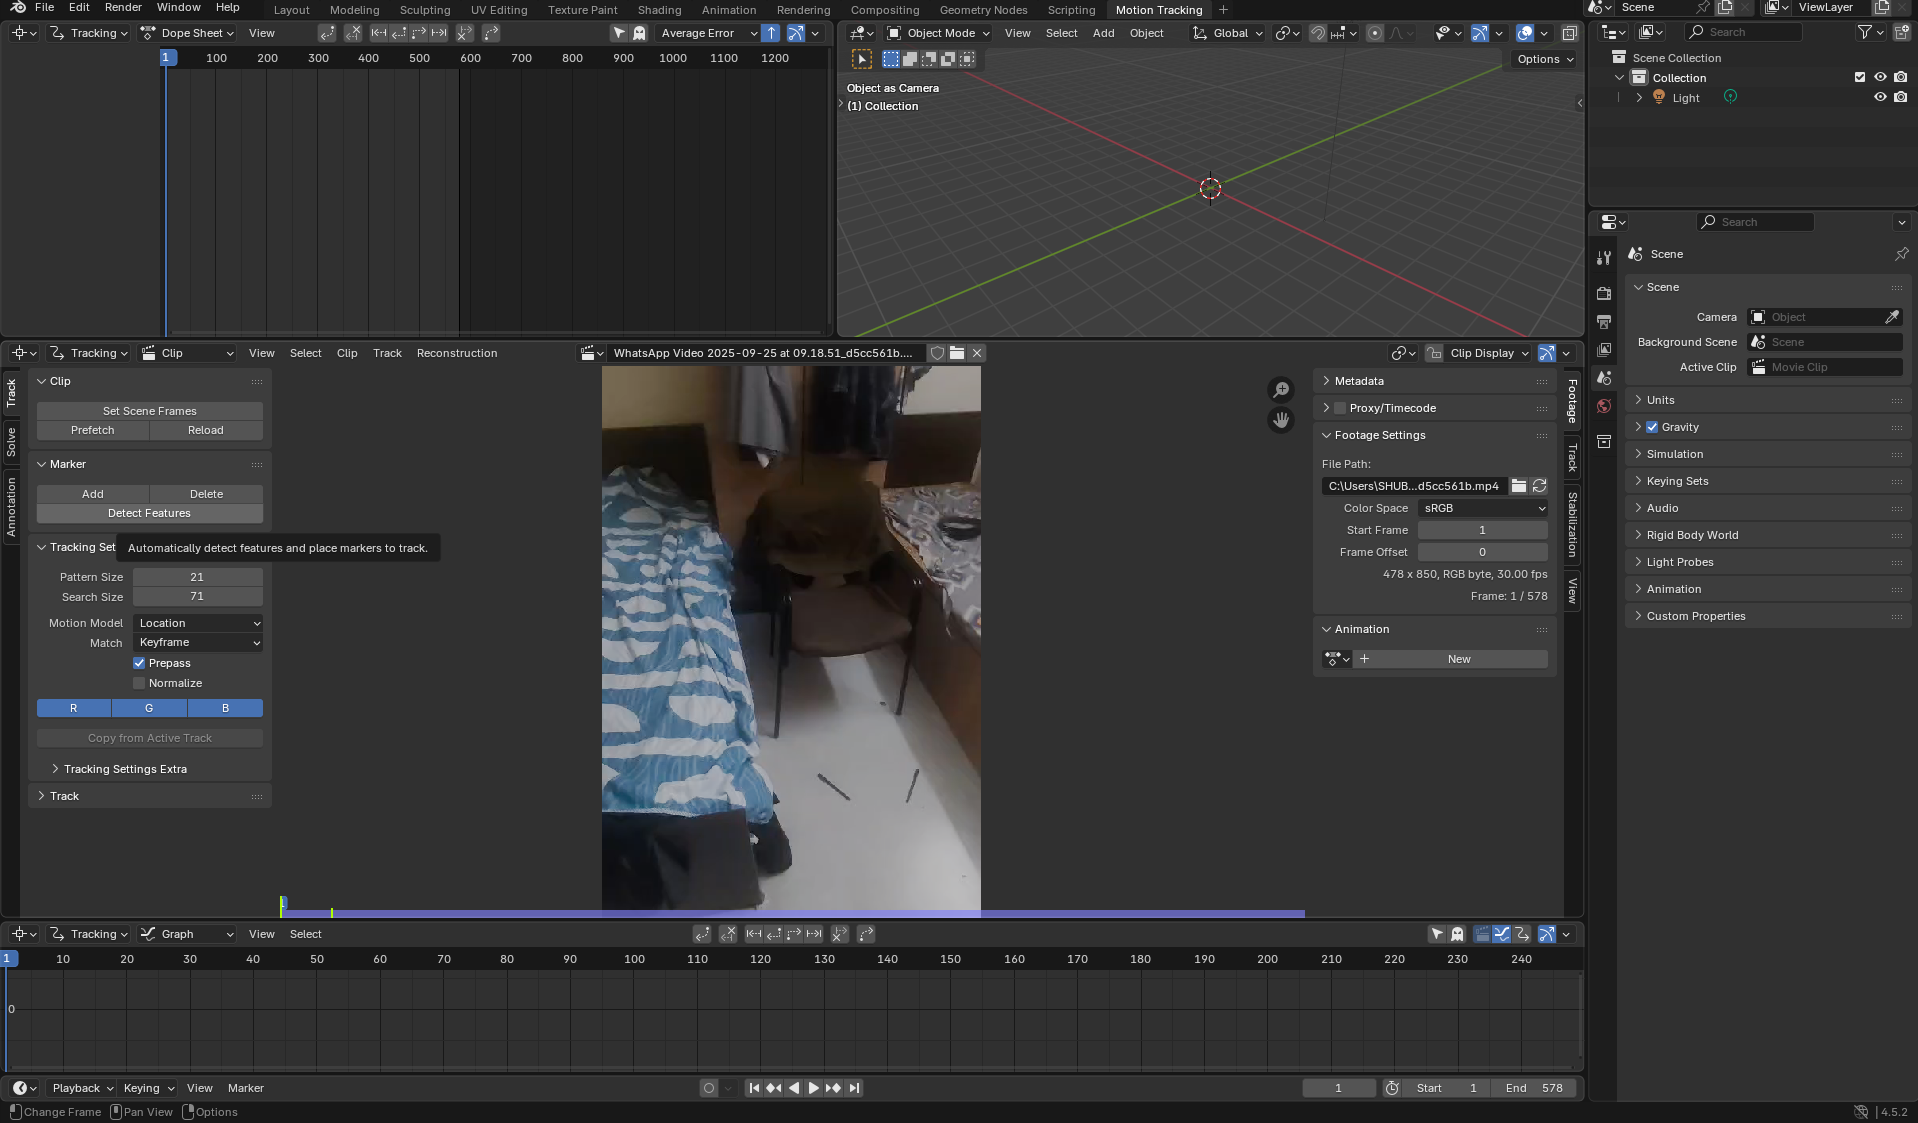 File Edit Render Window Help Layout Modeling Sculpting UV Editing Texture Paint Shading Animation Rendering Compositing Geometry Nodes Scripting Motion Tracking + Scene ViewLayer
Tracking Dope Sheet View Average Error
1 100 200 300 400 500 600 700 800 900 1000 1100 1200
Object Mode View Select Add Object Global
Options
Object as Camera
(1) Collection
Search
Scene Collection
Collection
Light
Search
Scene
Scene
Camera Object
Background Scene Scene
Active Clip Movie Clip
Units
Gravity
Simulation
Keying Sets
Audio
Rigid Body World
Light Probes
Animation
Custom Properties
Tracking Clip View Select Clip Track Reconstruction WhatsApp Video 2025-09-25 at 09.18.51_d5cc561b.... Clip Display
Track
Solve
Annotation
Clip
Set Scene Frames
Prefetch Reload
Marker
Add Delete
Detect Features
Tracking Set
Automatically detect features and place markers to track.
Pattern Size 21
Search Size 71
Motion Model Location
Match Keyframe
Prepass
Normalize
R G B
Copy from Active Track
Tracking Settings Extra
Track
Metadata
Proxy/Timecode
Footage Settings
File Path:
C:\Users\SHUB...d5cc561b.mp4
Color Space sRGB
Start Frame 1
Frame Offset 0
478 x 850, RGB byte, 30.00 fps
Frame: 1 / 578
Animation
+ New
Footage
Track
Stabilization
View
Tracking Graph View Select
1 10 20 30 40 50 60 70 80 90 100 110 120 130 140 150 160 170 180 190 200 210 220 230 240
0
Playback Keying View Marker 1 Start 1 End 578
Change Frame Pan View Options 4.5.2